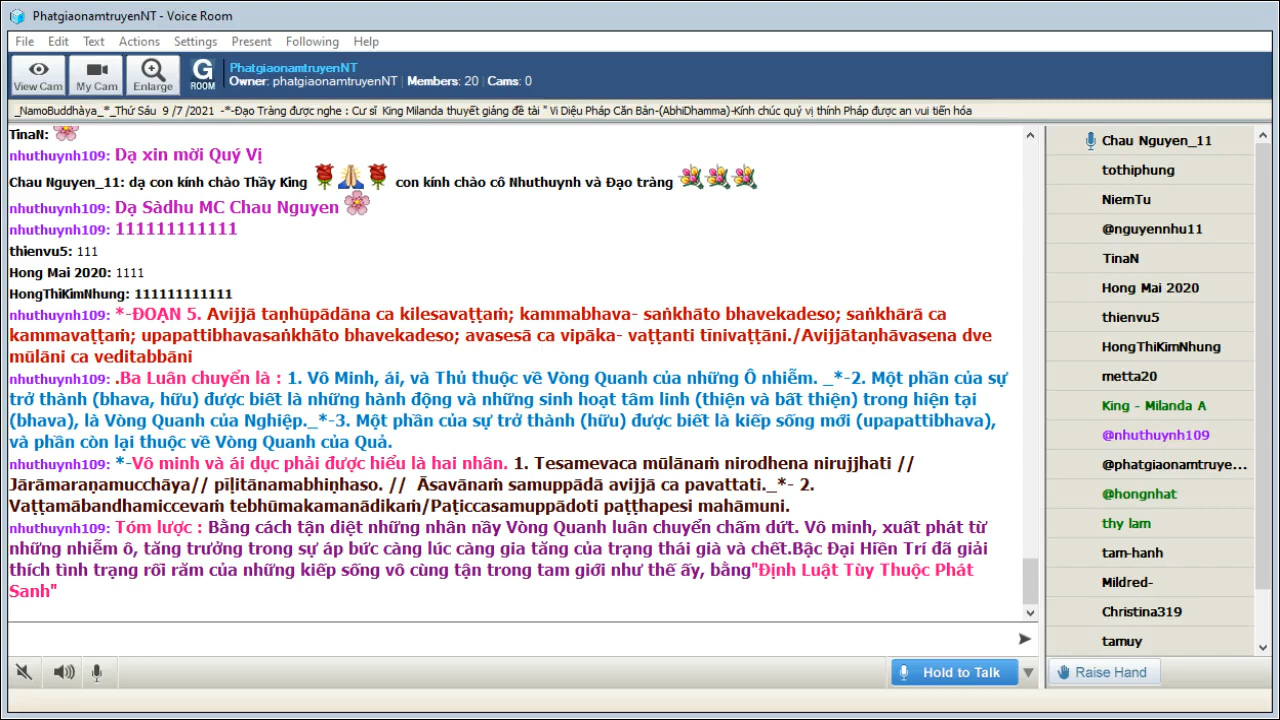 PhatgiaonamtruyenNT - Voice Room
File Edit Text Actions Settings Present Following Help
View Cam
My Cam
Enlarge
G
ROOM
PhatgiaonamtruyenNT
Owner: phatgiaonamtruyenNT | Members: 20 | Cams: 0
_NamoBuddhàya_*_Thứ Sáu 9 /7 /2021 -*-Đạo Tràng được nghe : Cư sĩ King Milanda thuyết giảng đề tài " Vi Diệu Pháp Căn Bản-(AbhiDhamma)-Kính chúc quý vị thính Pháp được an vui tiến hóa
TinaN:
nhuthuynh109: Dạ xin mời Quý Vị
Chau Nguyen_11: dạ con kính chào Thầy King con kính chào cô Nhuthuynh và Đạo tràng
nhuthuynh109: Dạ Sàdhu MC Chau Nguyen
nhuthuynh109: 111111111111
thienvu5: 111
Hong Mai 2020: 1111
HongThiKimNhung: 111111111111
nhuthuynh109: *-ĐOẠN 5. Avijjā taṇhūpādāna ca kilesavaṭṭaṁ; kammabhava- saṅkhāto bhavekadeso; saṅkhārā ca
kammavaṭṭaṁ; upapattibhavasaṅkhāto bhavekadeso; avasesā ca vipāka- vaṭṭanti tīnivaṭṭāni./Avijjātaṇhāvasena dve
mūlāni ca veditabbāni
nhuthuynh109: .Ba Luân chuyển là : 1. Vô Minh, ái, và Thủ thuộc về Vòng Quanh của những Ô nhiễm. _*-2. Một phần của sự
trở thành (bhava, hữu) được biết là những hành động và những sinh hoạt tâm linh (thiện và bất thiện) trong hiện tại
(bhava), là Vòng Quanh của Nghiệp._*-3. Một phần của sự trở thành (hữu) được biết là kiếp sống mới (upapattibhava),
và phần còn lại thuộc về Vòng Quanh của Quả.
nhuthuynh109: *-Vô minh và ái dục phải được hiểu là hai nhân. 1. Tesamevaca mūlānaṁ nirodhena nirujjhati //
Jārāmaraṇamucchāya// pīḷitānamabhiṇhaso. // Āsavānaṁ samuppādā avijjā ca pavattati._*- 2.
Vaṭṭamābandhamiccevaṁ tebhūmakamanādikaṁ/Paṭiccasamuppādoti paṭṭhapesi mahāmuni.
nhuthuynh109: Tóm lược : Bằng cách tận diệt những nhân nầy Vòng Quanh luân chuyển chấm dứt. Vô minh, xuất phát từ
những nhiễm ô, tăng trưởng trong sự áp bức càng lúc càng gia tăng của trạng thái già và chết.Bậc Đại Hiền Trí đã giải
thích tình trạng rối răm của những kiếp sống vô cùng tận trong tam giới như thế ấy, bằng"Định Luật Tùy Thuộc Phát
Sanh"
Hold to Talk
Chau Nguyen_11
tothiphung
NiemTu
@nguyennhu11
TinaN
Hong Mai 2020
thienvu5
HongThiKimNhung
metta20
King - Milanda A
@nhuthuynh109
@phatgiaonamtruye...
@hongnhat
thy lam
tam-hanh
Mildred-
Christina319
tamuy
Raise Hand